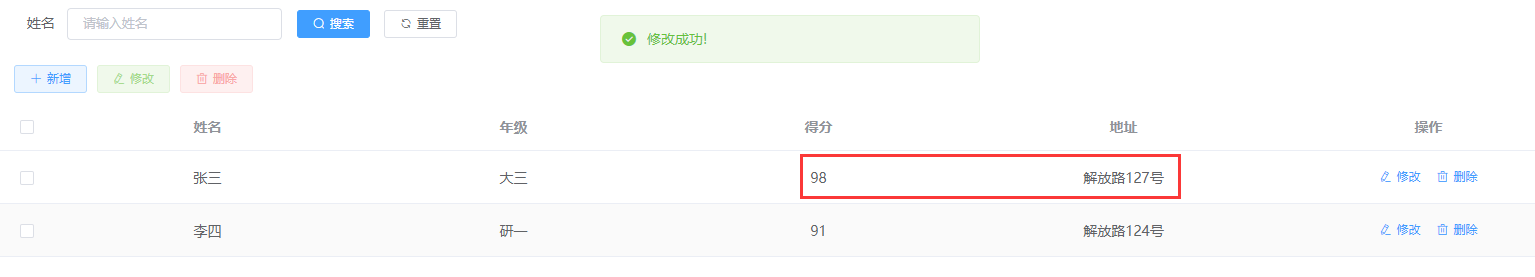 姓名 请输入姓名 搜索 重置
修改成功!
新增 修改 删除
姓名 年级 得分 地址 操作
张三 大三 98 解放路127号 修改 删除
李四 研一 91 解放路124号 修改 删除